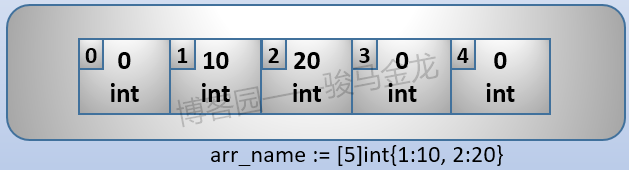 0 0 1 10 2 20 3 0 4 0
int int int int int
博客园——骏马金龙
arr_name := [5]int{1:10, 2:20}